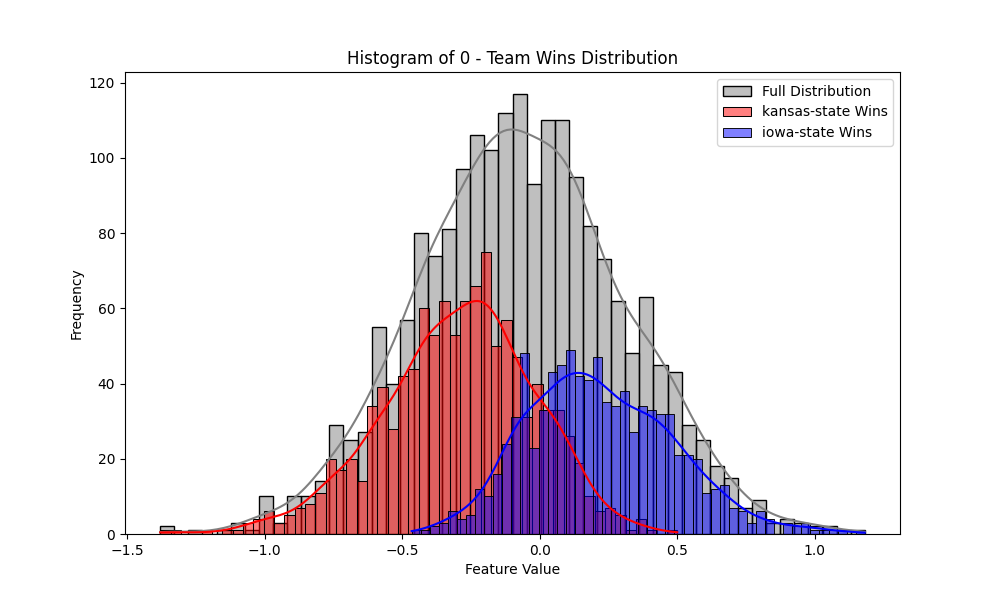 Histogram of 0 - Team Wins Distribution
Full Distribution
kansas-state Wins
iowa-state Wins
Frequency
120
100
80
60
40
20
0
−1.5 −1.0 −0.5 0.0 0.5 1.0
Feature Value